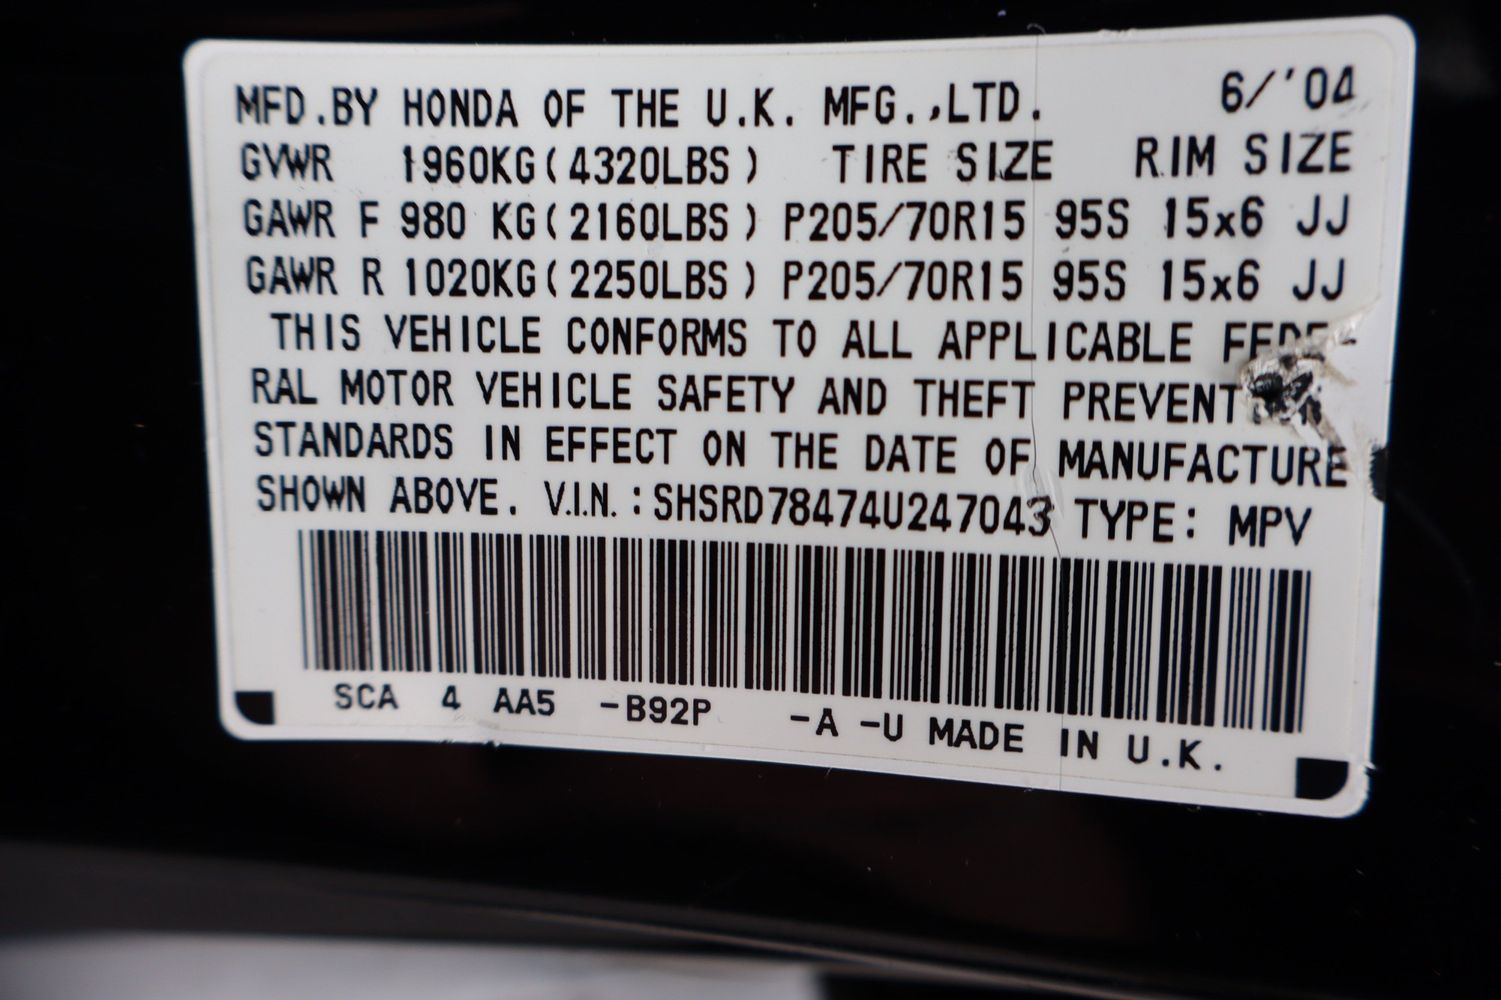 MFD.BY HONDA OF THE U.K. MFG.,LTD. 6/'04
GVWR 1960KG(4320LBS) TIRE SIZE RIM SIZE
GAWR F 980 KG(2160LBS) P205/70R15 95S 15x6 JJ
GAWR R 1020KG(2250LBS) P205/70R15 95S 15x6 JJ
THIS VEHICLE CONFORMS TO ALL APPLICABLE FEDE-
RAL MOTOR VEHICLE SAFETY AND THEFT PREVENT
STANDARDS IN EFFECT ON THE DATE OF MANUFACTURE
SHOWN ABOVE. V.I.N.:SHSRD78474U247043 TYPE: MPV
SCA 4 AA5 -B92P -A -U MADE IN U.K.